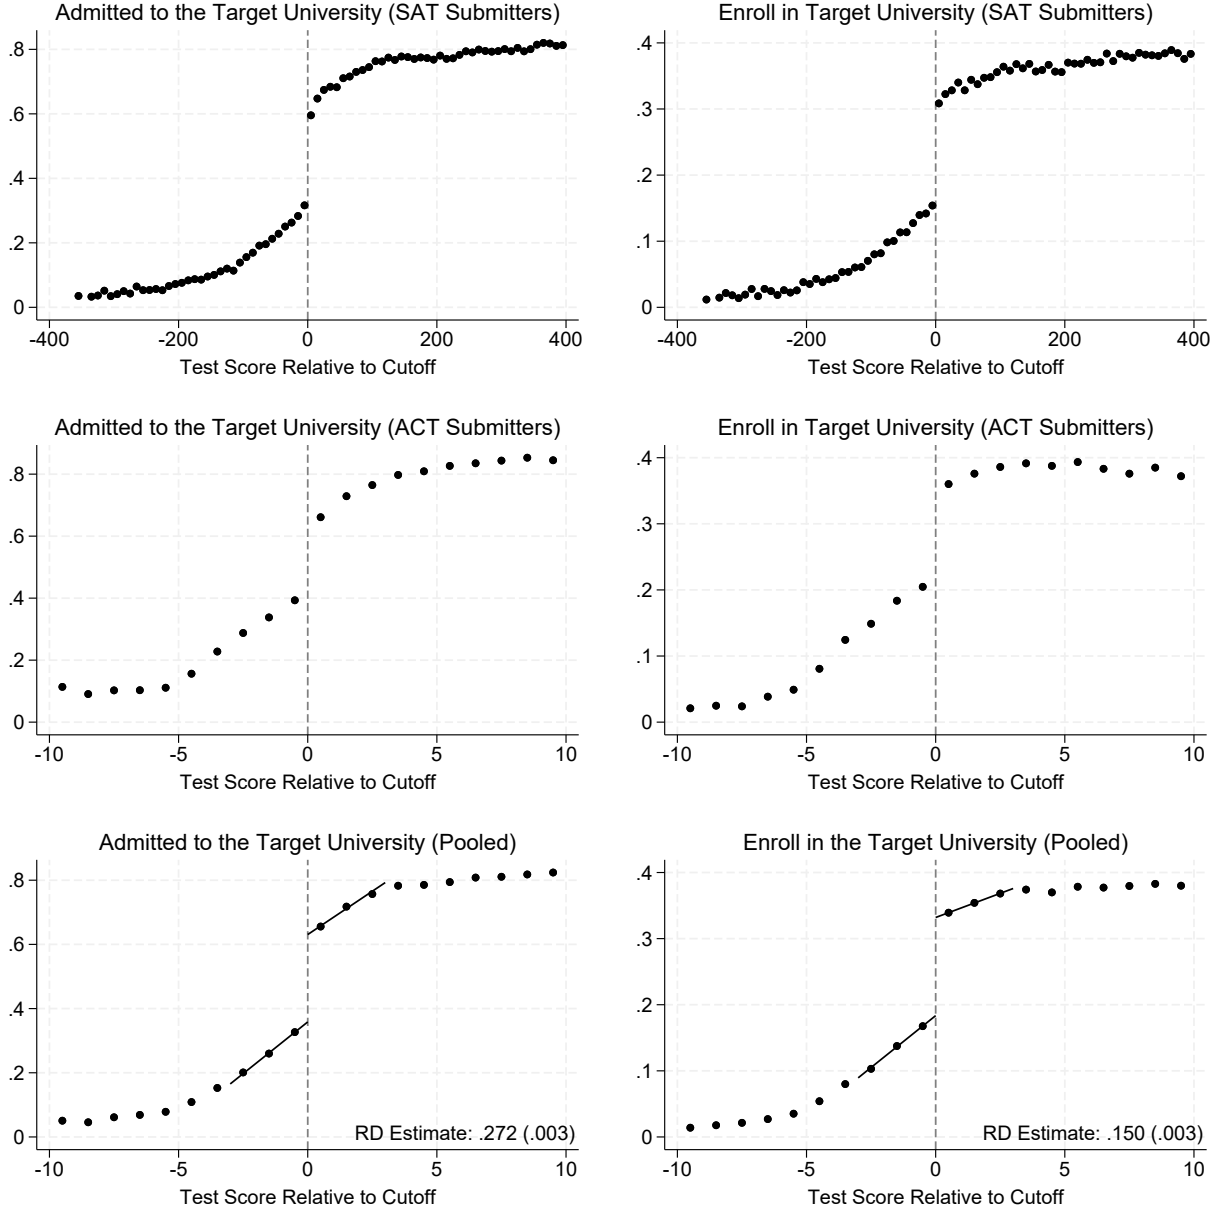 Admitted to the Target University (SAT Submitters)
.8
.6
.4
.2
0
-400 -200 0 200 400
Test Score Relative to Cutoff
Enroll in Target University (SAT Submitters)
.4
.3
.2
.1
0
-400 -200 0 200 400
Test Score Relative to Cutoff
Admitted to the Target University (ACT Submitters)
.8
.6
.4
.2
0
-10 -5 0 5 10
Test Score Relative to Cutoff
Enroll in Target University (ACT Submitters)
.4
.3
.2
.1
0
-10 -5 0 5 10
Test Score Relative to Cutoff
Admitted to the Target University (Pooled)
.8
.6
.4
.2
0
RD Estimate: .272 (.003)
-10 -5 0 5 10
Test Score Relative to Cutoff
Enroll in the Target University (Pooled)
.4
.3
.2
.1
0
RD Estimate: .150 (.003)
-10 -5 0 5 10
Test Score Relative to Cutoff